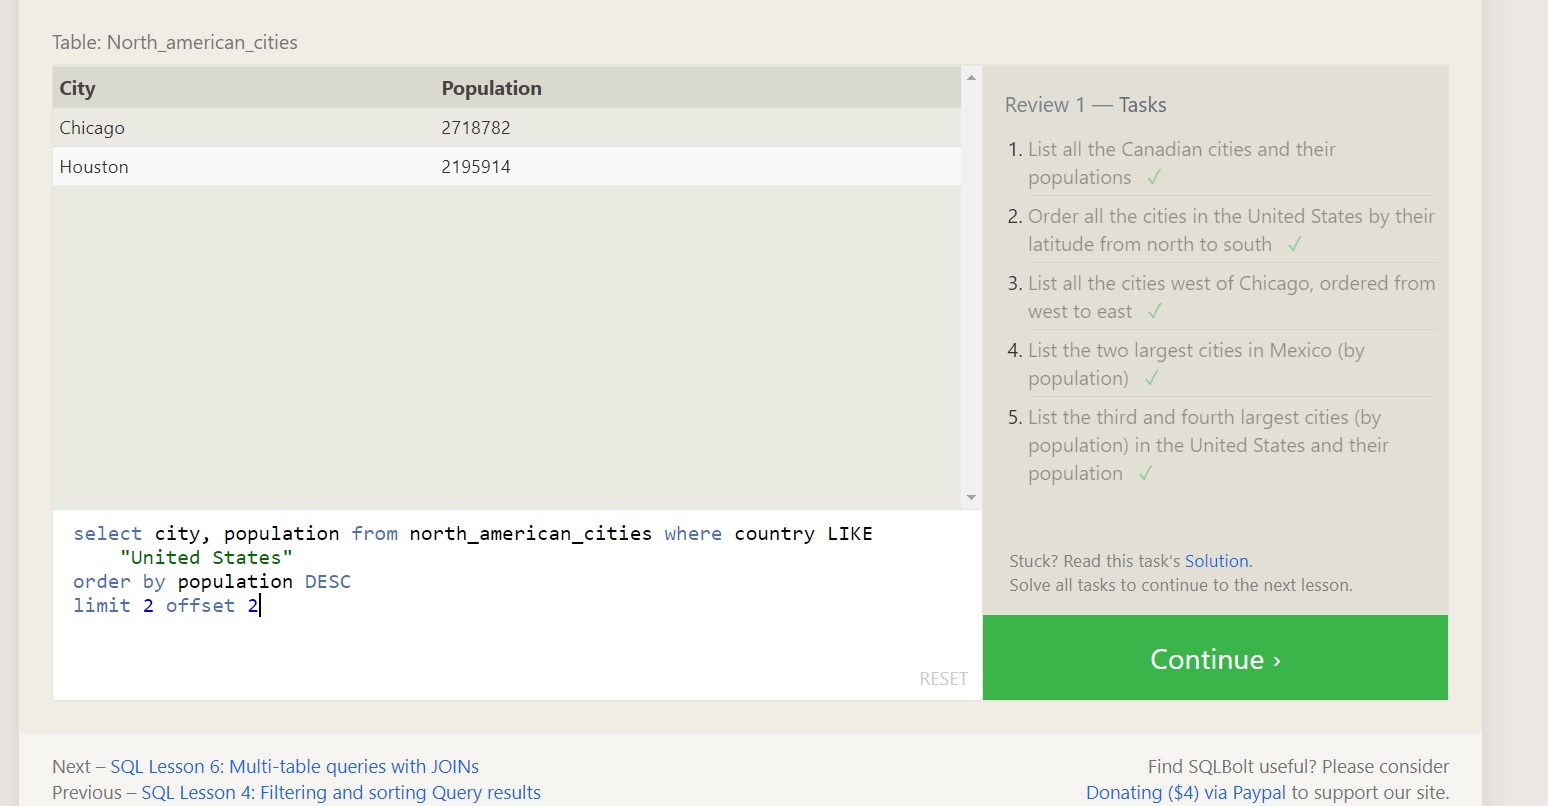 Table: North_american_cities
City Population
Chicago 2718782
Houston 2195914
select city, population from north_american_cities where country LIKE
"United States"
order by population DESC
limit 2 offset 2
RESET
Review 1 — Tasks
1. List all the Canadian cities and their
populations ✓
2. Order all the cities in the United States by their
latitude from north to south ✓
3. List all the cities west of Chicago, ordered from
west to east ✓
4. List the two largest cities in Mexico (by
population) ✓
5. List the third and fourth largest cities (by
population) in the United States and their
population ✓
Stuck? Read this task's Solution.
Solve all tasks to continue to the next lesson.
Continue ›
Next – SQL Lesson 6: Multi-table queries with JOINs
Previous – SQL Lesson 4: Filtering and sorting Query results
Find SQLBolt useful? Please consider
Donating ($4) via Paypal to support our site.